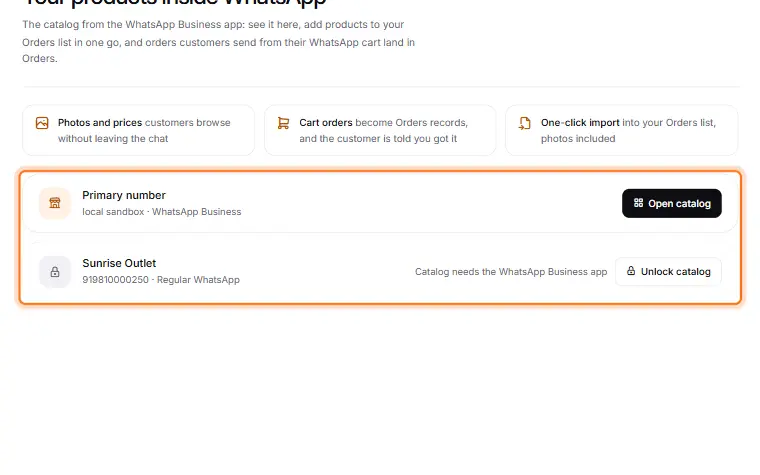 Your products inside WhatsApp
The catalog from the WhatsApp Business app: see it here, add products to your
Orders list in one go, and orders customers send from their WhatsApp cart land in
Orders.
Photos and prices customers browse
without leaving the chat
Cart orders become Orders records,
and the customer is told you got it
One-click import into your Orders list,
photos included
Primary number
local sandbox · WhatsApp Business
Open catalog
Sunrise Outlet
919810000250 · Regular WhatsApp
Catalog needs the WhatsApp Business app
Unlock catalog